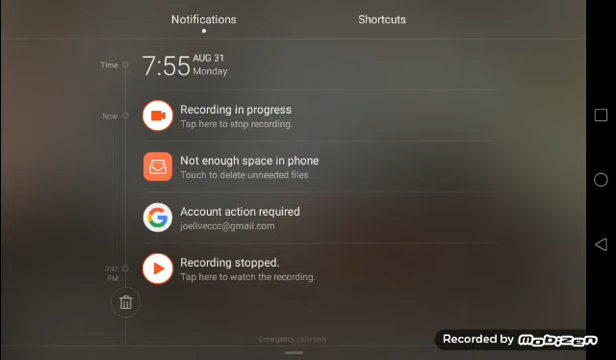 Notifications
Shortcuts
Time
7:55 AUG 31
Monday
Now
Recording in progress
Tap here to stop recording.
Not enough space in phone
Touch to delete unneeded files
Account action required
joeliveccc@gmail.com
7:47
PM
Recording stopped.
Tap here to watch the recording.
Emergency calls only
Recorded by mobizen